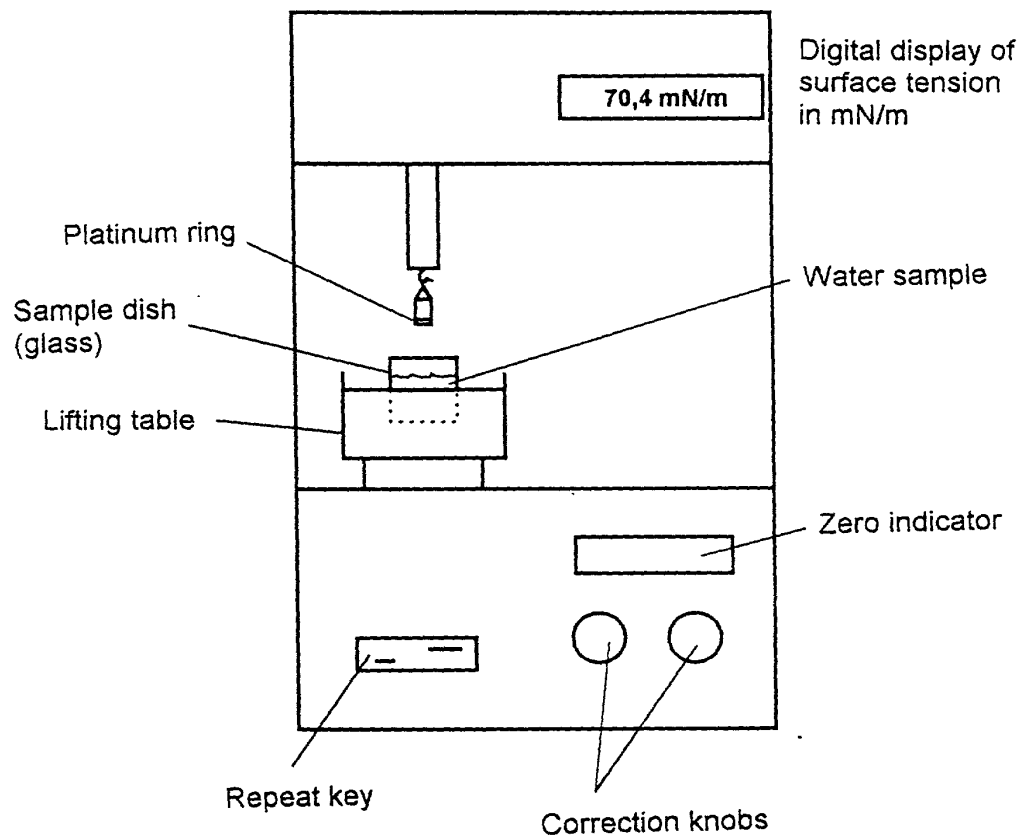 Digital display of
surface tension
in mN/m
70,4 mN/m
Platinum ring
Water sample
Sample dish
(glass)
Lifting table
Zero indicator
Repeat key
Correction knobs